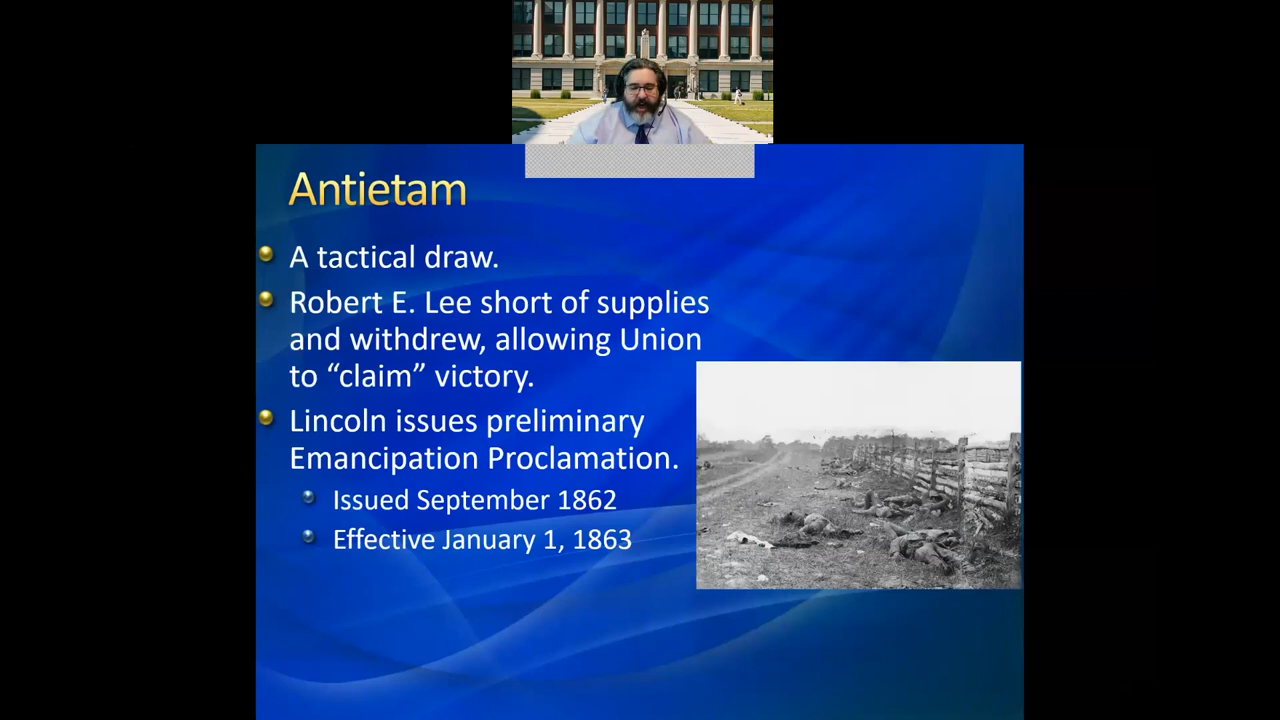 Antietam
A tactical draw.
Robert E. Lee short of supplies
and withdrew, allowing Union
to “claim” victory.
Lincoln issues preliminary
Emancipation Proclamation.
Issued September 1862
Effective January 1, 1863